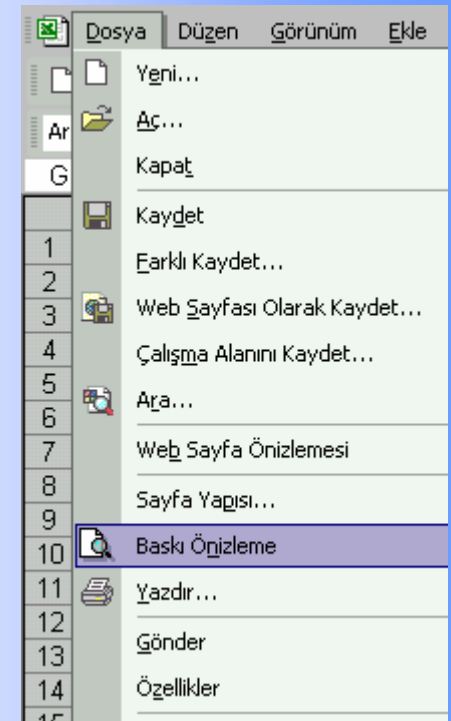 Dosya Düzen Görünüm Ekle
Yeni...
Aç...
Ar
Kapat
G
Kaydet
1
Farklı Kaydet...
2
Web Sayfası Olarak Kaydet...
3
Çalışma Alanını Kaydet...
4
5
Ara...
6
Web Sayfa Önizlemesi
7
8
Sayfa Yapısı...
9
Baskı Önizleme
10
Yazdır...
11
12
Gönder
13
Özellikler
14
15